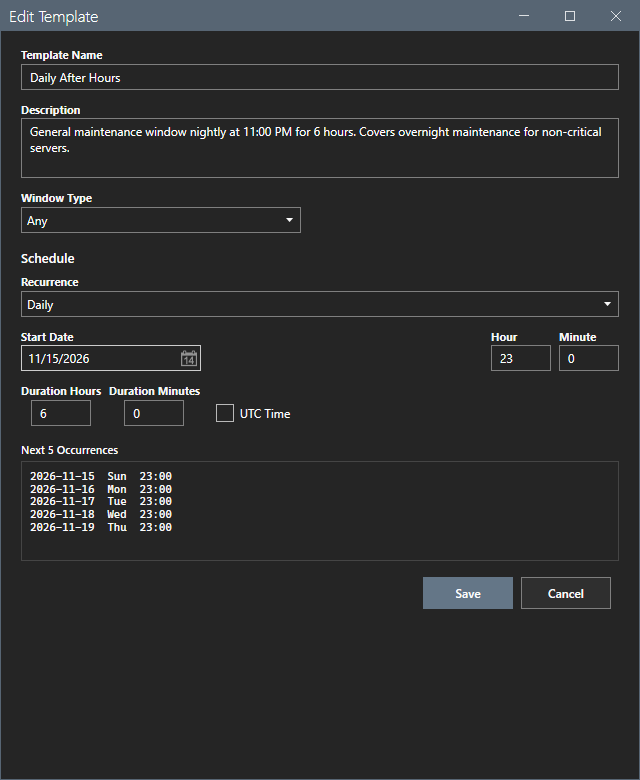 Edit Template
Template Name
Daily After Hours
Description
General maintenance window nightly at 11:00 PM for 6 hours. Covers overnight maintenance for non-critical
servers.
Window Type
Any
Schedule
Recurrence
Daily
Start Date Hour Minute
11/15/2026 14 23 0
Duration Hours Duration Minutes
6 0 UTC Time
Next 5 Occurrences
2026-11-15 Sun 23:00
2026-11-16 Mon 23:00
2026-11-17 Tue 23:00
2026-11-18 Wed 23:00
2026-11-19 Thu 23:00
Save Cancel